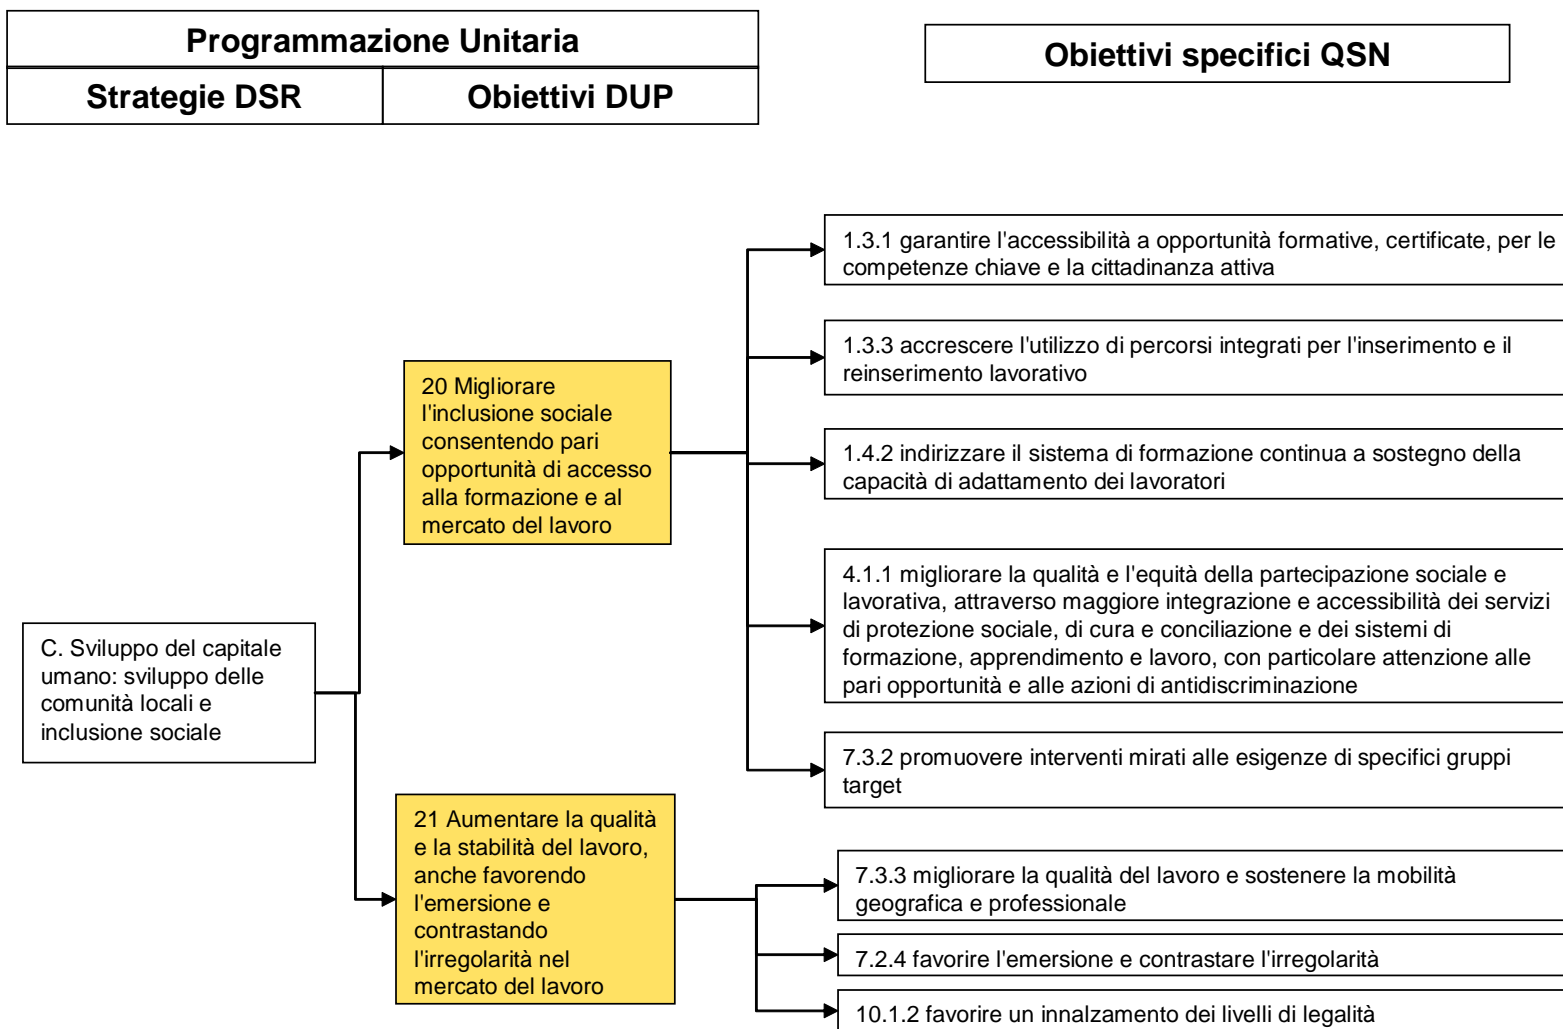 Programmazione Unitaria
Strategie DSR
Obiettivi DUP
Obiettivi specifici QSN
C. Sviluppo del capitale
umano: sviluppo delle
comunità locali e
inclusione sociale
20 Migliorare
l'inclusione sociale
consentendo pari
opportunità di accesso
alla formazione e al
mercato del lavoro
1.3.1 garantire l'accessibilità a opportunità formative, certificate, per le
competenze chiave e la cittadinanza attiva
1.3.3 accrescere l'utilizzo di percorsi integrati per l'inserimento e il
reinserimento lavorativo
1.4.2 indirizzare il sistema di formazione continua a sostegno della
capacità di adattamento dei lavoratori
4.1.1 migliorare la qualità e l'equità della partecipazione sociale e
lavorativa, attraverso maggiore integrazione e accessibilità dei servizi
di protezione sociale, di cura e conciliazione e dei sistemi di
formazione, apprendimento e lavoro, con particolare attenzione alle
pari opportunità e alle azioni di antidiscriminazione
7.3.2 promuovere interventi mirati alle esigenze di specifici gruppi
target
21 Aumentare la qualità
e la stabilità del lavoro,
anche favorendo
l'emersione e
contrastando
l'irregolarità nel
mercato del lavoro
7.3.3 migliorare la qualità del lavoro e sostenere la mobilità
geografica e professionale
7.2.4 favorire l'emersione e contrastare l'irregolarità
10.1.2 favorire un innalzamento dei livelli di legalità